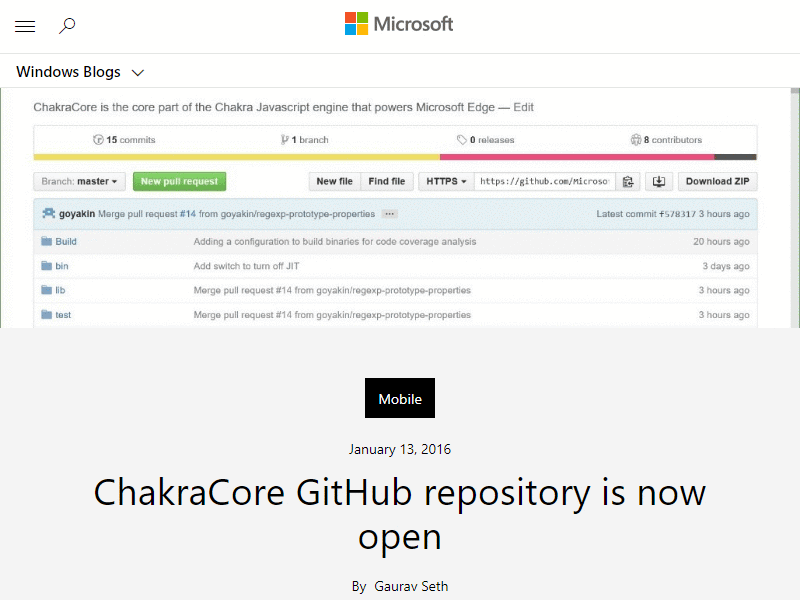 Microsoft
Windows Blogs
ChakraCore is the core part of the Chakra Javascript engine that powers Microsoft Edge — Edit
15 commits 1 branch 0 releases 8 contributors
Branch: master New pull request New file Find file HTTPS https://github.com/Microso Download ZIP
goyakin Merge pull request #14 from goyakin/regexp-prototype-properties ... Latest commit f578317 3 hours ago
Build Adding a configuration to build binaries for code coverage analysis 20 hours ago
bin Add switch to turn off JIT 3 days ago
lib Merge pull request #14 from goyakin/regexp-prototype-properties 3 hours ago
test Merge pull request #14 from goyakin/regexp-prototype-properties 3 hours ago
Mobile
January 13, 2016
ChakraCore GitHub repository is now
open
By Gaurav Seth